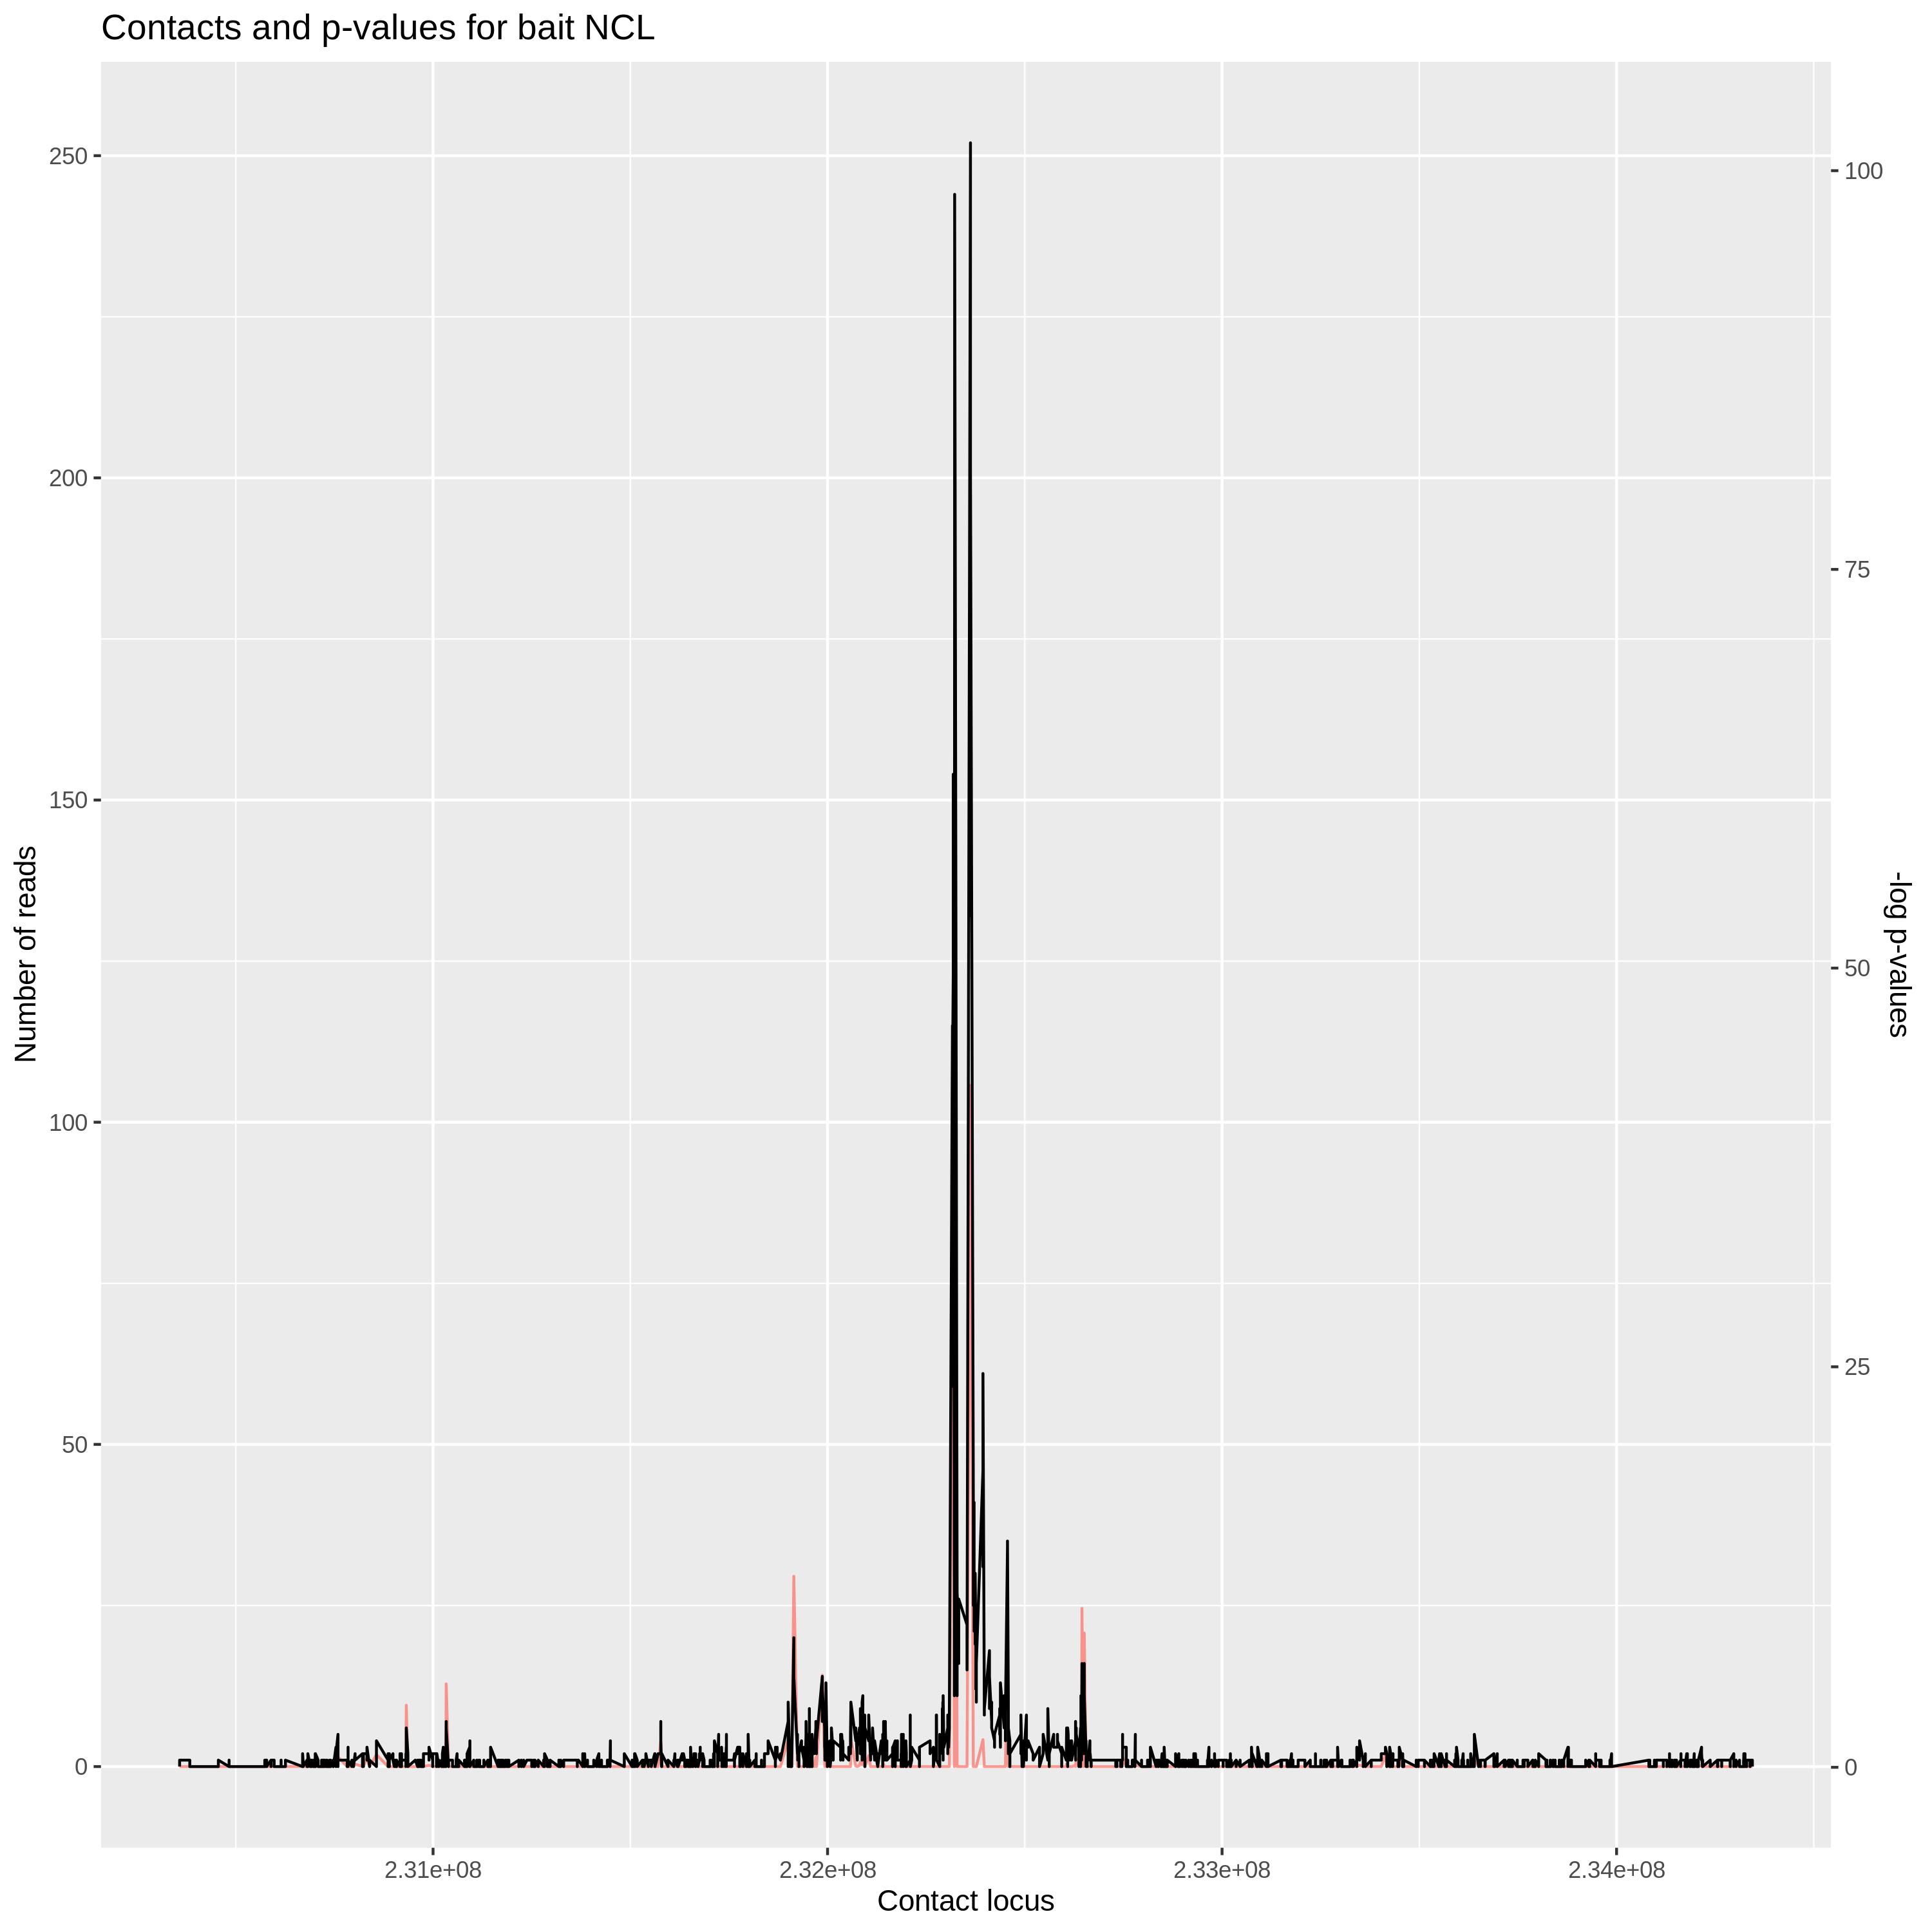 Contacts and p-values for bait NCL
250
200
150
100
50
0
Number of reads
100
75
50
25
0
-log p-values
2.31e+08
2.32e+08
2.33e+08
2.34e+08
Contact locus